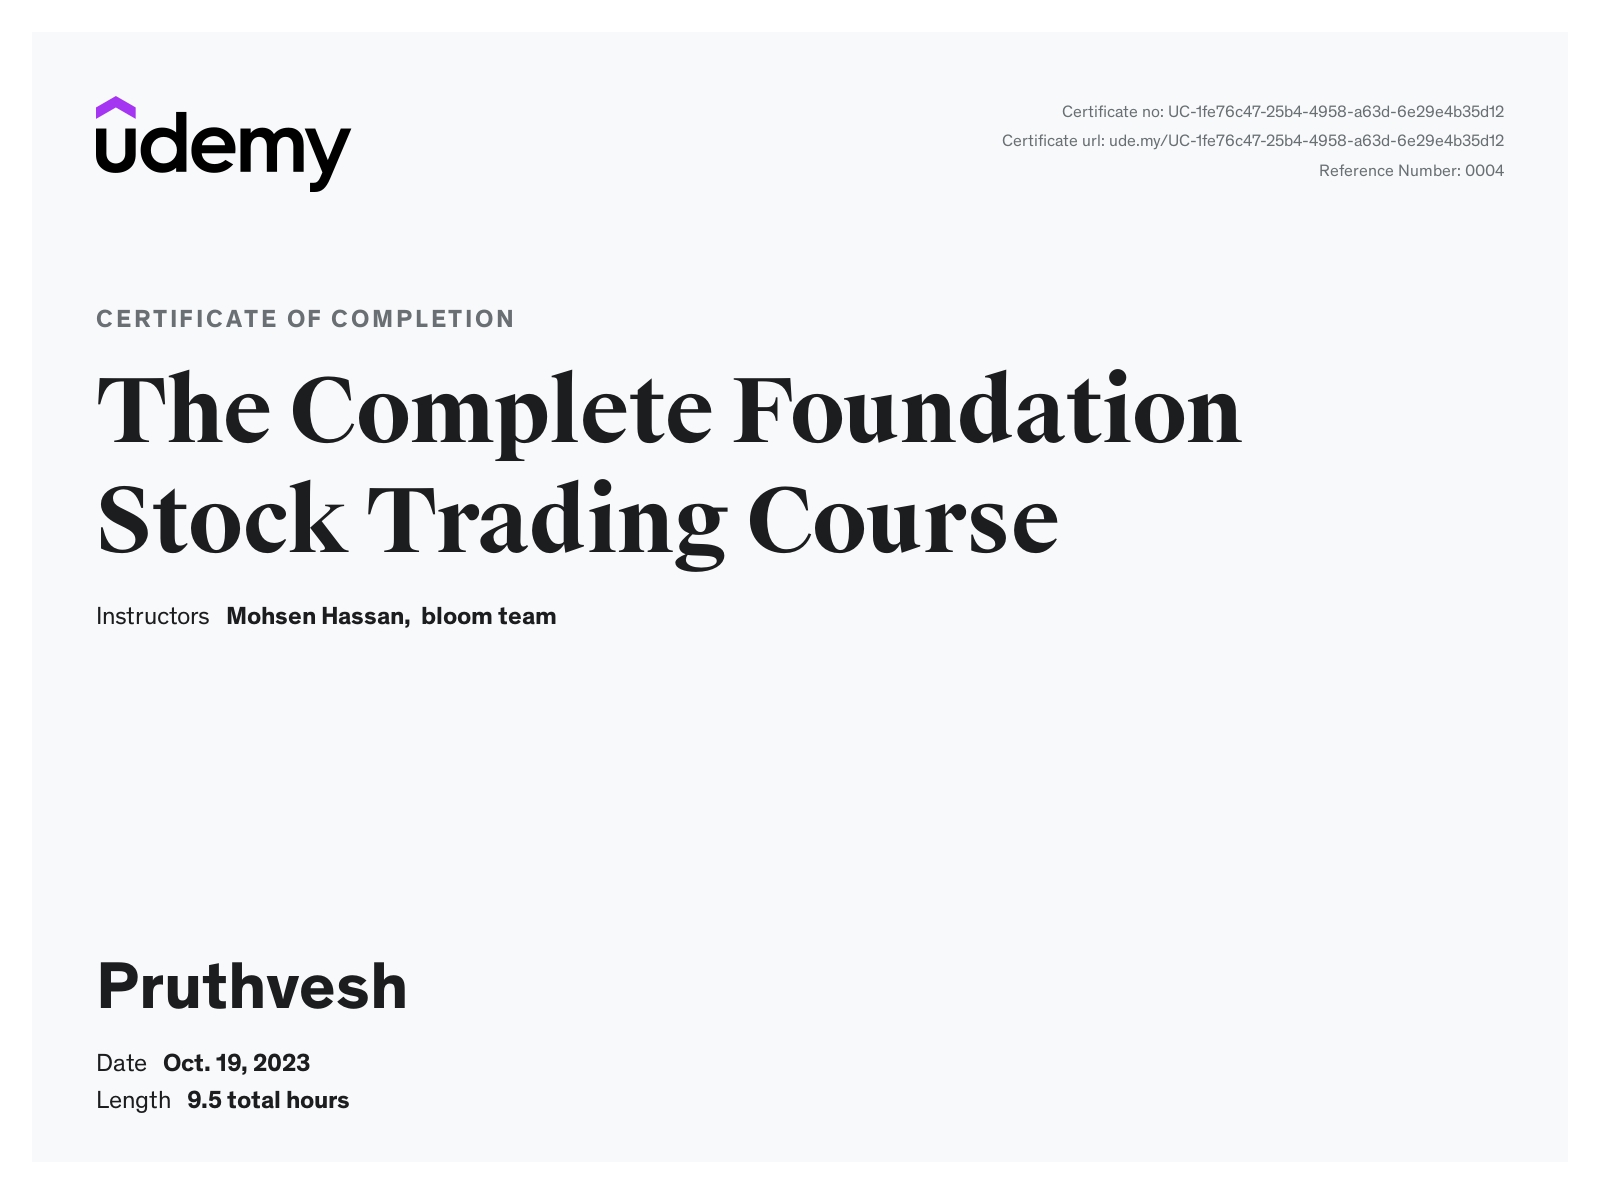 udemy
Certificate no: UC-1fe76c47-25b4-4958-a63d-6e29e4b35d12
Certificate url: ude.my/UC-1fe76c47-25b4-4958-a63d-6e29e4b35d12
Reference Number: 0004
CERTIFICATE OF COMPLETION
The Complete Foundation
Stock Trading Course
Instructors Mohsen Hassan, bloom team
Pruthvesh
Date Oct. 19, 2023
Length 9.5 total hours